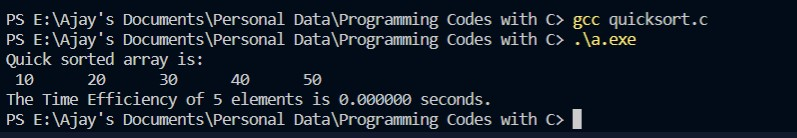 PS E:\Ajay's Documents\Personal Data\Programming Codes with C> gcc quicksort.c
PS E:\Ajay's Documents\Personal Data\Programming Codes with C> .\a.exe
Quick sorted array is:
 10      20      30      40      50
The Time Efficiency of 5 elements is 0.000000 seconds.
PS E:\Ajay's Documents\Personal Data\Programming Codes with C>